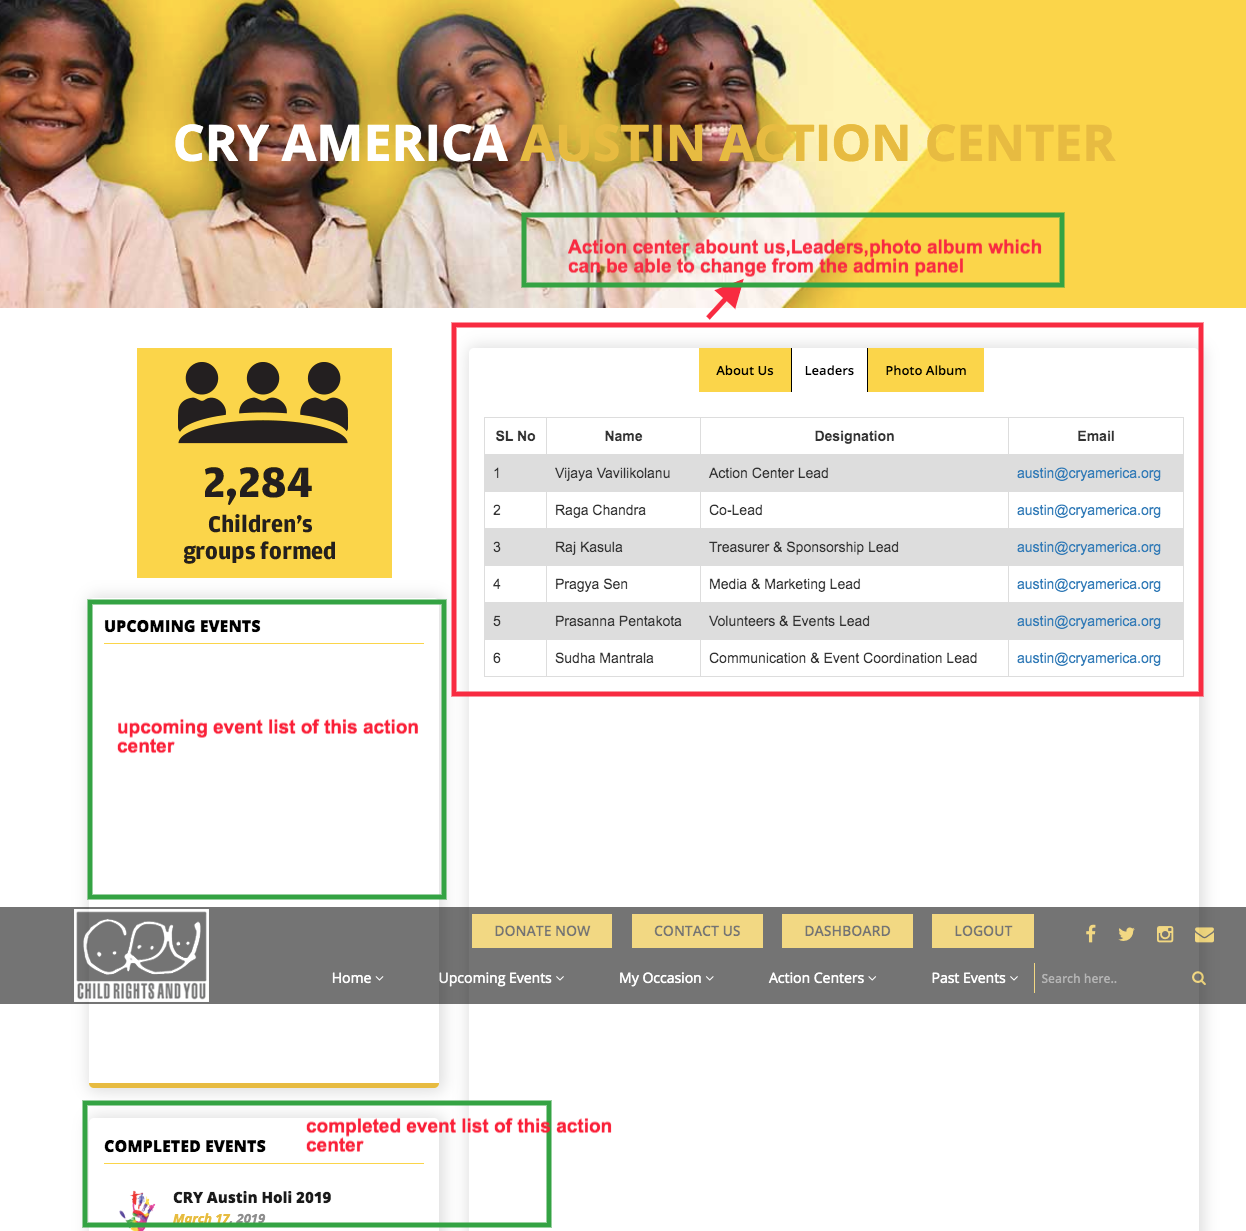 CRY AMERICA AUSTIN ACTION CENTER
Action center abount us,Leaders,photo album which
can be able to change from the admin panel
2,284
Children's
groups formed
About Us Leaders Photo Album
SL No Name Designation Email
1 Vijaya Vavilikolanu Action Center Lead austin@cryamerica.org
2 Raga Chandra Co-Lead austin@cryamerica.org
3 Raj Kasula Treasurer & Sponsorship Lead austin@cryamerica.org
4 Pragya Sen Media & Marketing Lead austin@cryamerica.org
5 Prasanna Pentakota Volunteers & Events Lead austin@cryamerica.org
6 Sudha Mantrala Communication & Event Coordination Lead austin@cryamerica.org
UPCOMING EVENTS
upcoming event list of this action
center
CRY
CHILD RIGHTS AND YOU
DONATE NOW CONTACT US DASHBOARD LOGOUT
Home Upcoming Events My Occasion Action Centers Past Events Search here..
COMPLETED EVENTS
completed event list of this action
center
CRY Austin Holi 2019
March 17, 2019